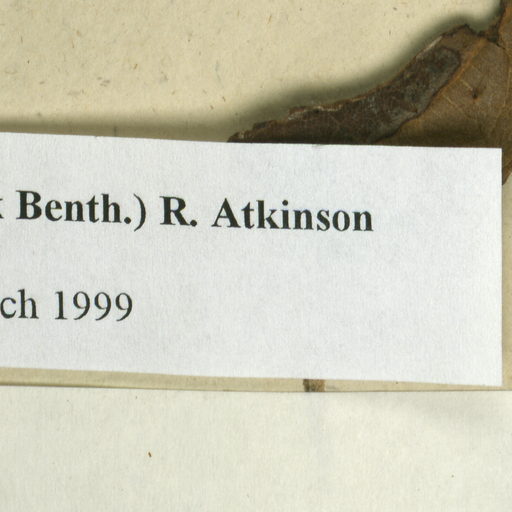 Benth.) R. Atkinson
ch 1999